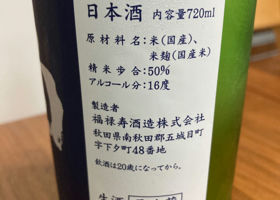 日本酒 内容量720ml
原材料名:米(国産)、
米麹(国産米)
精米歩合:50%
アルコール分:16度
製造者
福禄寿酒造株式会社
秋田県南秋田郡五城目町
字下夕町48番地
飲酒は20歳になってから。
生酒